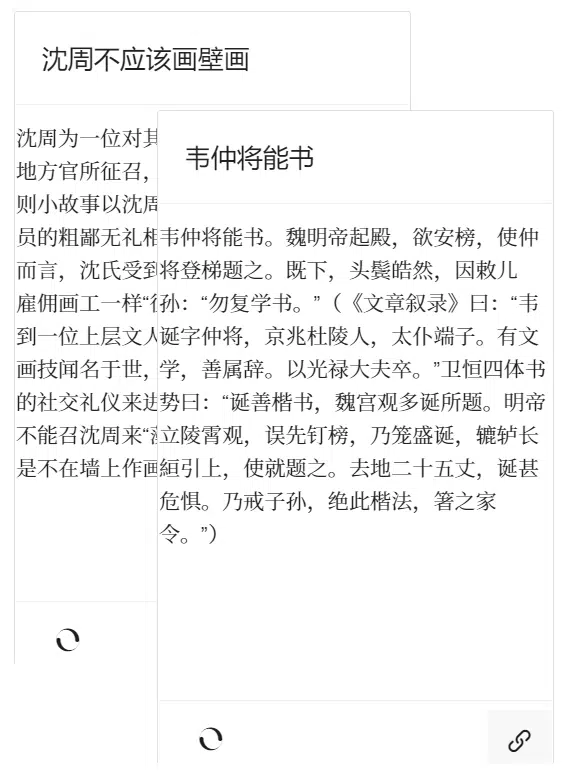 沈周不应该画壁画
沈周为一位对其
地方官所征召，
则小故事以沈周
员的粗鄙无礼相
而言，沈氏受到
雇佣画工一样“往
到一位上层文人
画技闻名于世，
的社交礼仪来进
不能召沈周来“
是不在墙上作画
韦仲将能书
韦仲将能书。魏明帝起殿，欲安榜，使仲
将登梯题之。既下，头鬓皓然，因敕儿
孙：“勿复学书。”（《文章叙录》曰：“韦
诞字仲将，京兆杜陵人，太仆端子。有文
学，善属辞。以光禄大夫卒。”卫恒四体书
势曰：“诞善楷书，魏宫观多诞所题。明帝
立陵霄观，误先钉榜，乃笼盛诞，辘轳长
絙引上，使就题之。去地二十五丈，诞甚
危惧。乃戒子孙，绝此楷法，箸之家
令。”）